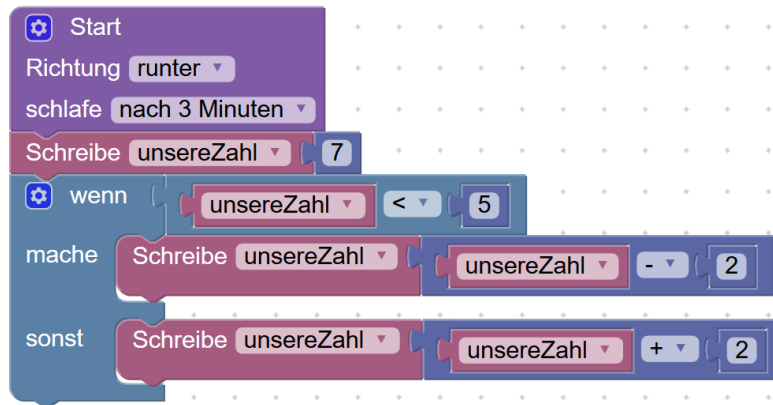 Start
Richtung runter
schlafe nach 3 Minuten
Schreibe unsereZahl 7
wenn unsereZahl < 5
mache Schreibe unsereZahl unsereZahl - 2
sonst Schreibe unsereZahl unsereZahl + 2